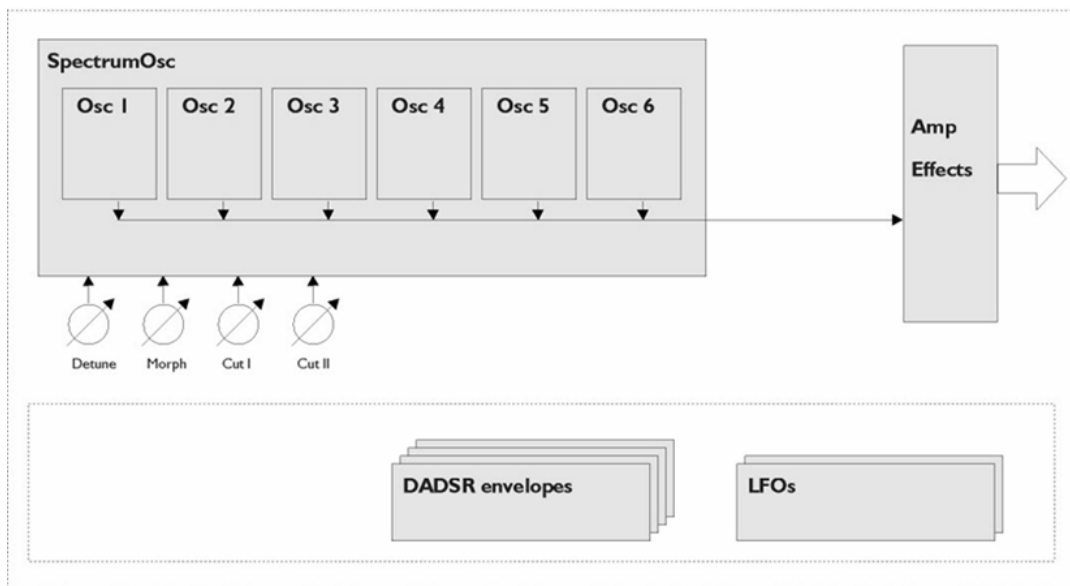 SpectrumOsc
Osc 1
Osc 2
Osc 3
Osc 4
Osc 5
Osc 6
Amp
Effects
Detune
Morph
Cut I
Cut II
DADSR envelopes
LFOs